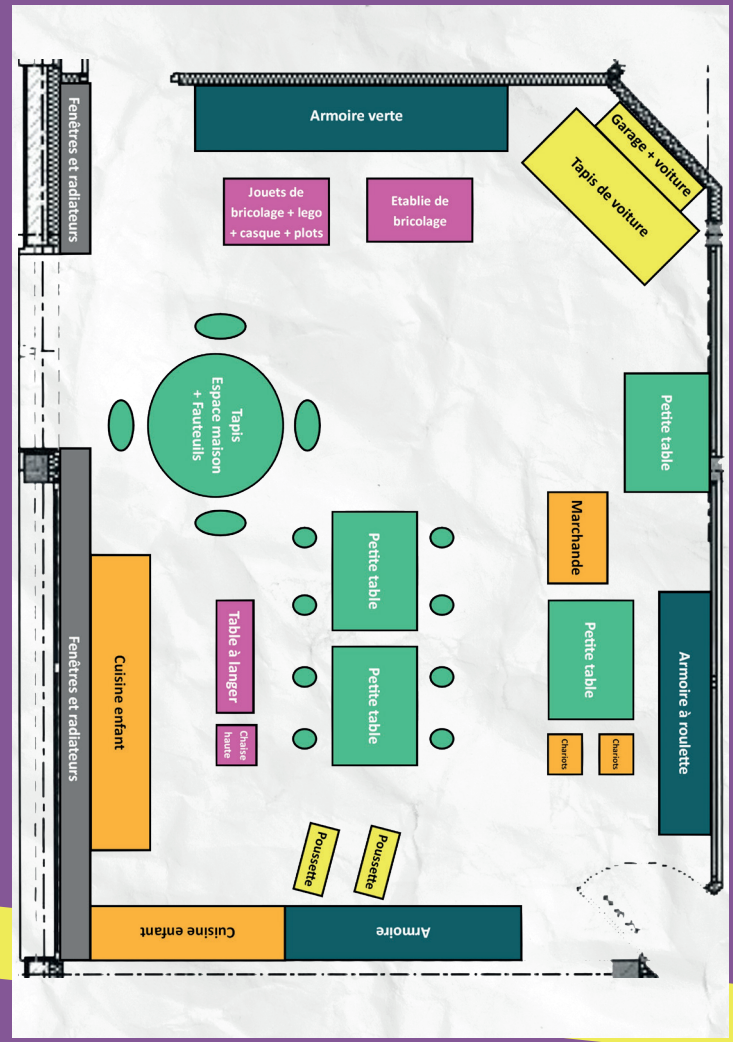 Armoire verte
Fenêtres et radiateurs
Garage + voiture
Tapis de voiture
Jouets de
bricolage + lego
+ casque + plots
Etablie de
bricolage
Tapis
Espace maison
+ Fauteuils
Petite table
Marchande
Petite table
Petite table
Petite table
Table à langer
Chaise
haute
Cuisine enfant
Fenêtres et radiateurs
Armoire à roulette
Chariots
Chariots
Poussette
Poussette
Cuisine enfant
Armoire